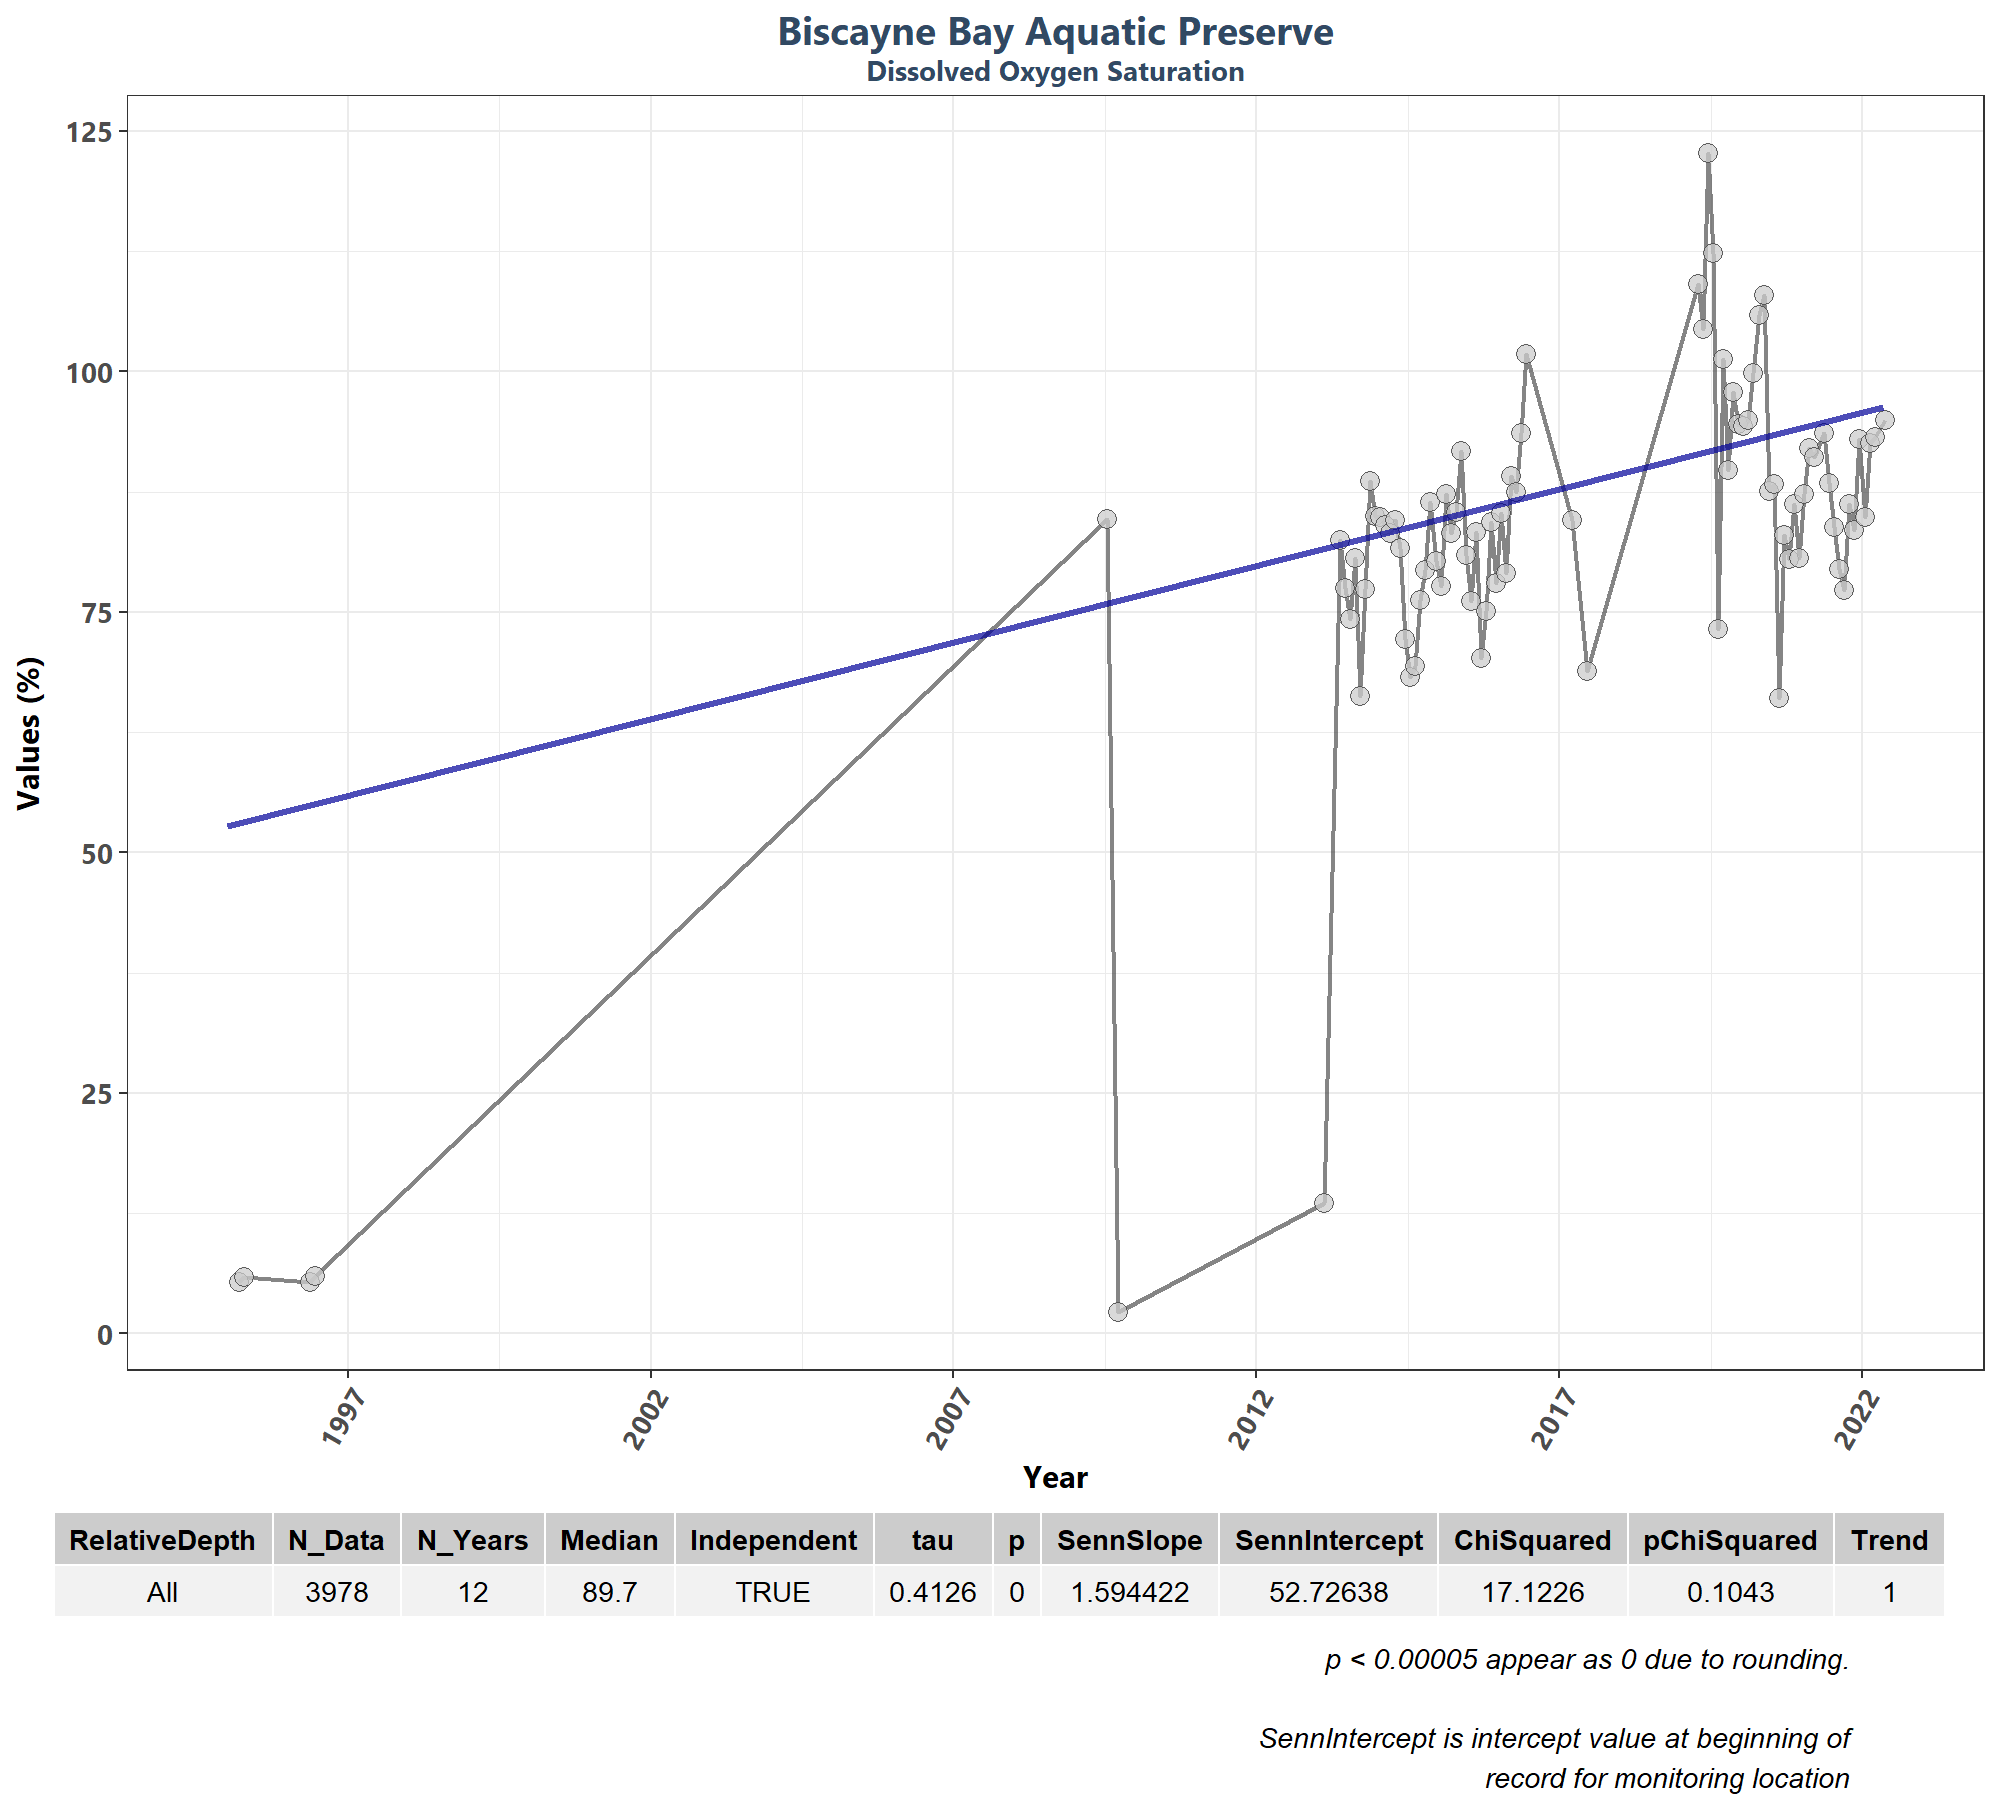 Biscayne Bay Aquatic Preserve
Dissolved Oxygen Saturation
125
100
75
50
25
0
Values (%)
1997
2002
2007
2012
2017
2022
Year
RelativeDepth N_Data N_Years Median Independent tau p SennSlope SennIntercept ChiSquared pChiSquared Trend
All 3978 12 89.7 TRUE 0.4126 0 1.594422 52.72638 17.1226 0.1043 1
p < 0.00005 appear as 0 due to rounding.
SennIntercept is intercept value at beginning of
record for monitoring location